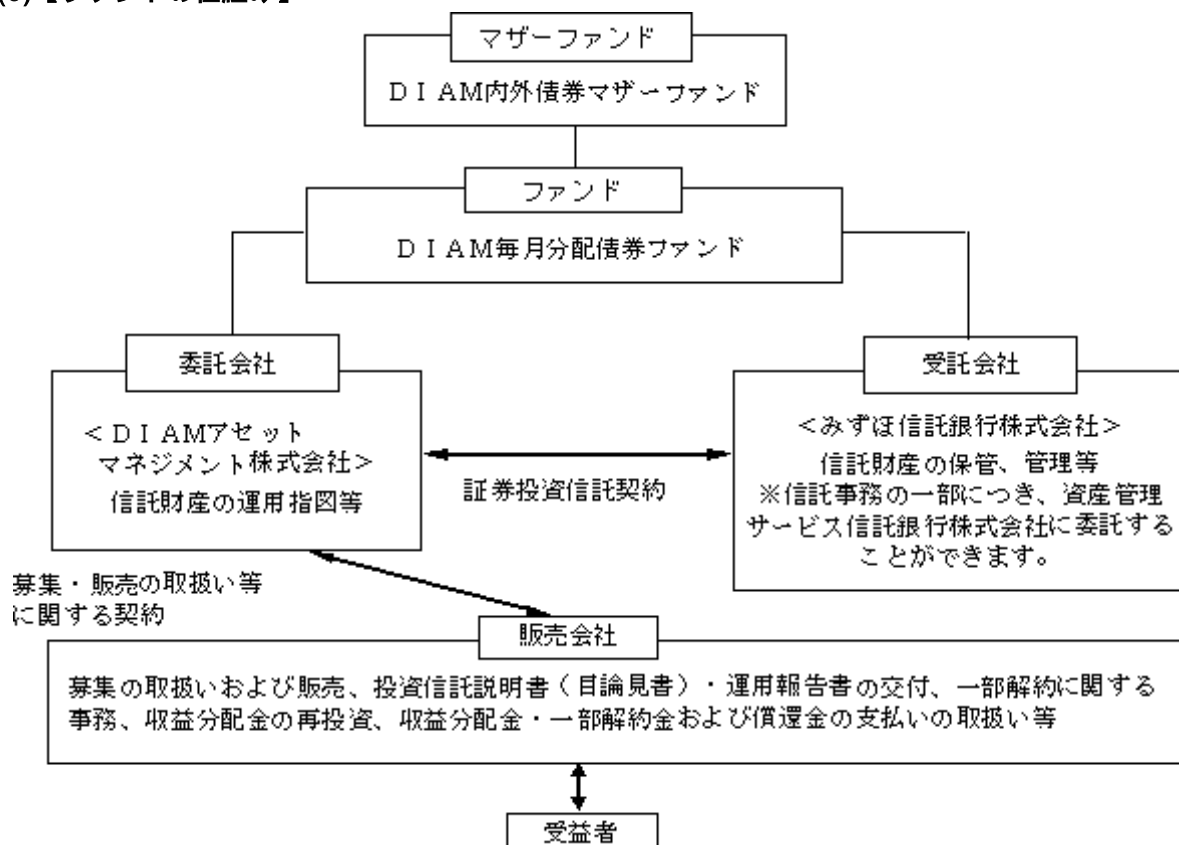 マザーファンド
DIAM内外債券マザーファンド
ファンド
DIAM毎月分配債券ファンド
委託会社
<DIAMアセット
マネジメント株式会社>
信託財産の運用指図等
証券投資信託契約
受託会社
<みずほ信託銀行株式会社>
信託財産の保管、管理等
※信託事務の一部につき、資産管理
サービス信託銀行株式会社に委託する
ことができます。
募集・販売の取扱い等
に関する契約
販売会社
募集の取扱いおよび販売、投資信託説明書(目論見書)・運用報告書の交付、一部解約に関する
事務、収益分配金の再投資、収益分配金・一部解約金および償還金の支払いの取扱い等
受益者